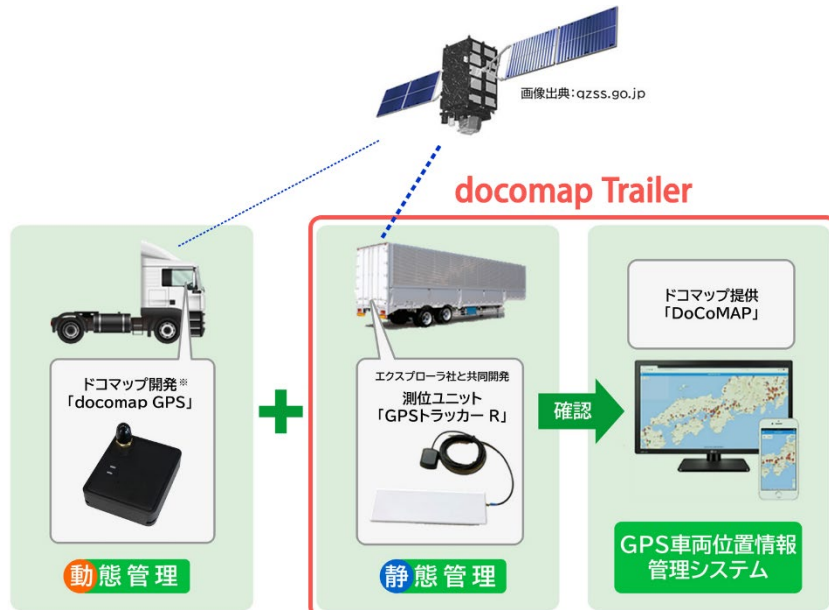 画像出典:qzss.go.jp
docomap Trailer
ドコマップ開発※
「docomap GPS」
動態管理
エクスプローラ社と共同開発
測位ユニット
「GPSトラッカー R」
静態管理
確認
ドコマップ提供
「DoCoMAP」
GPS車両位置情報
管理システム